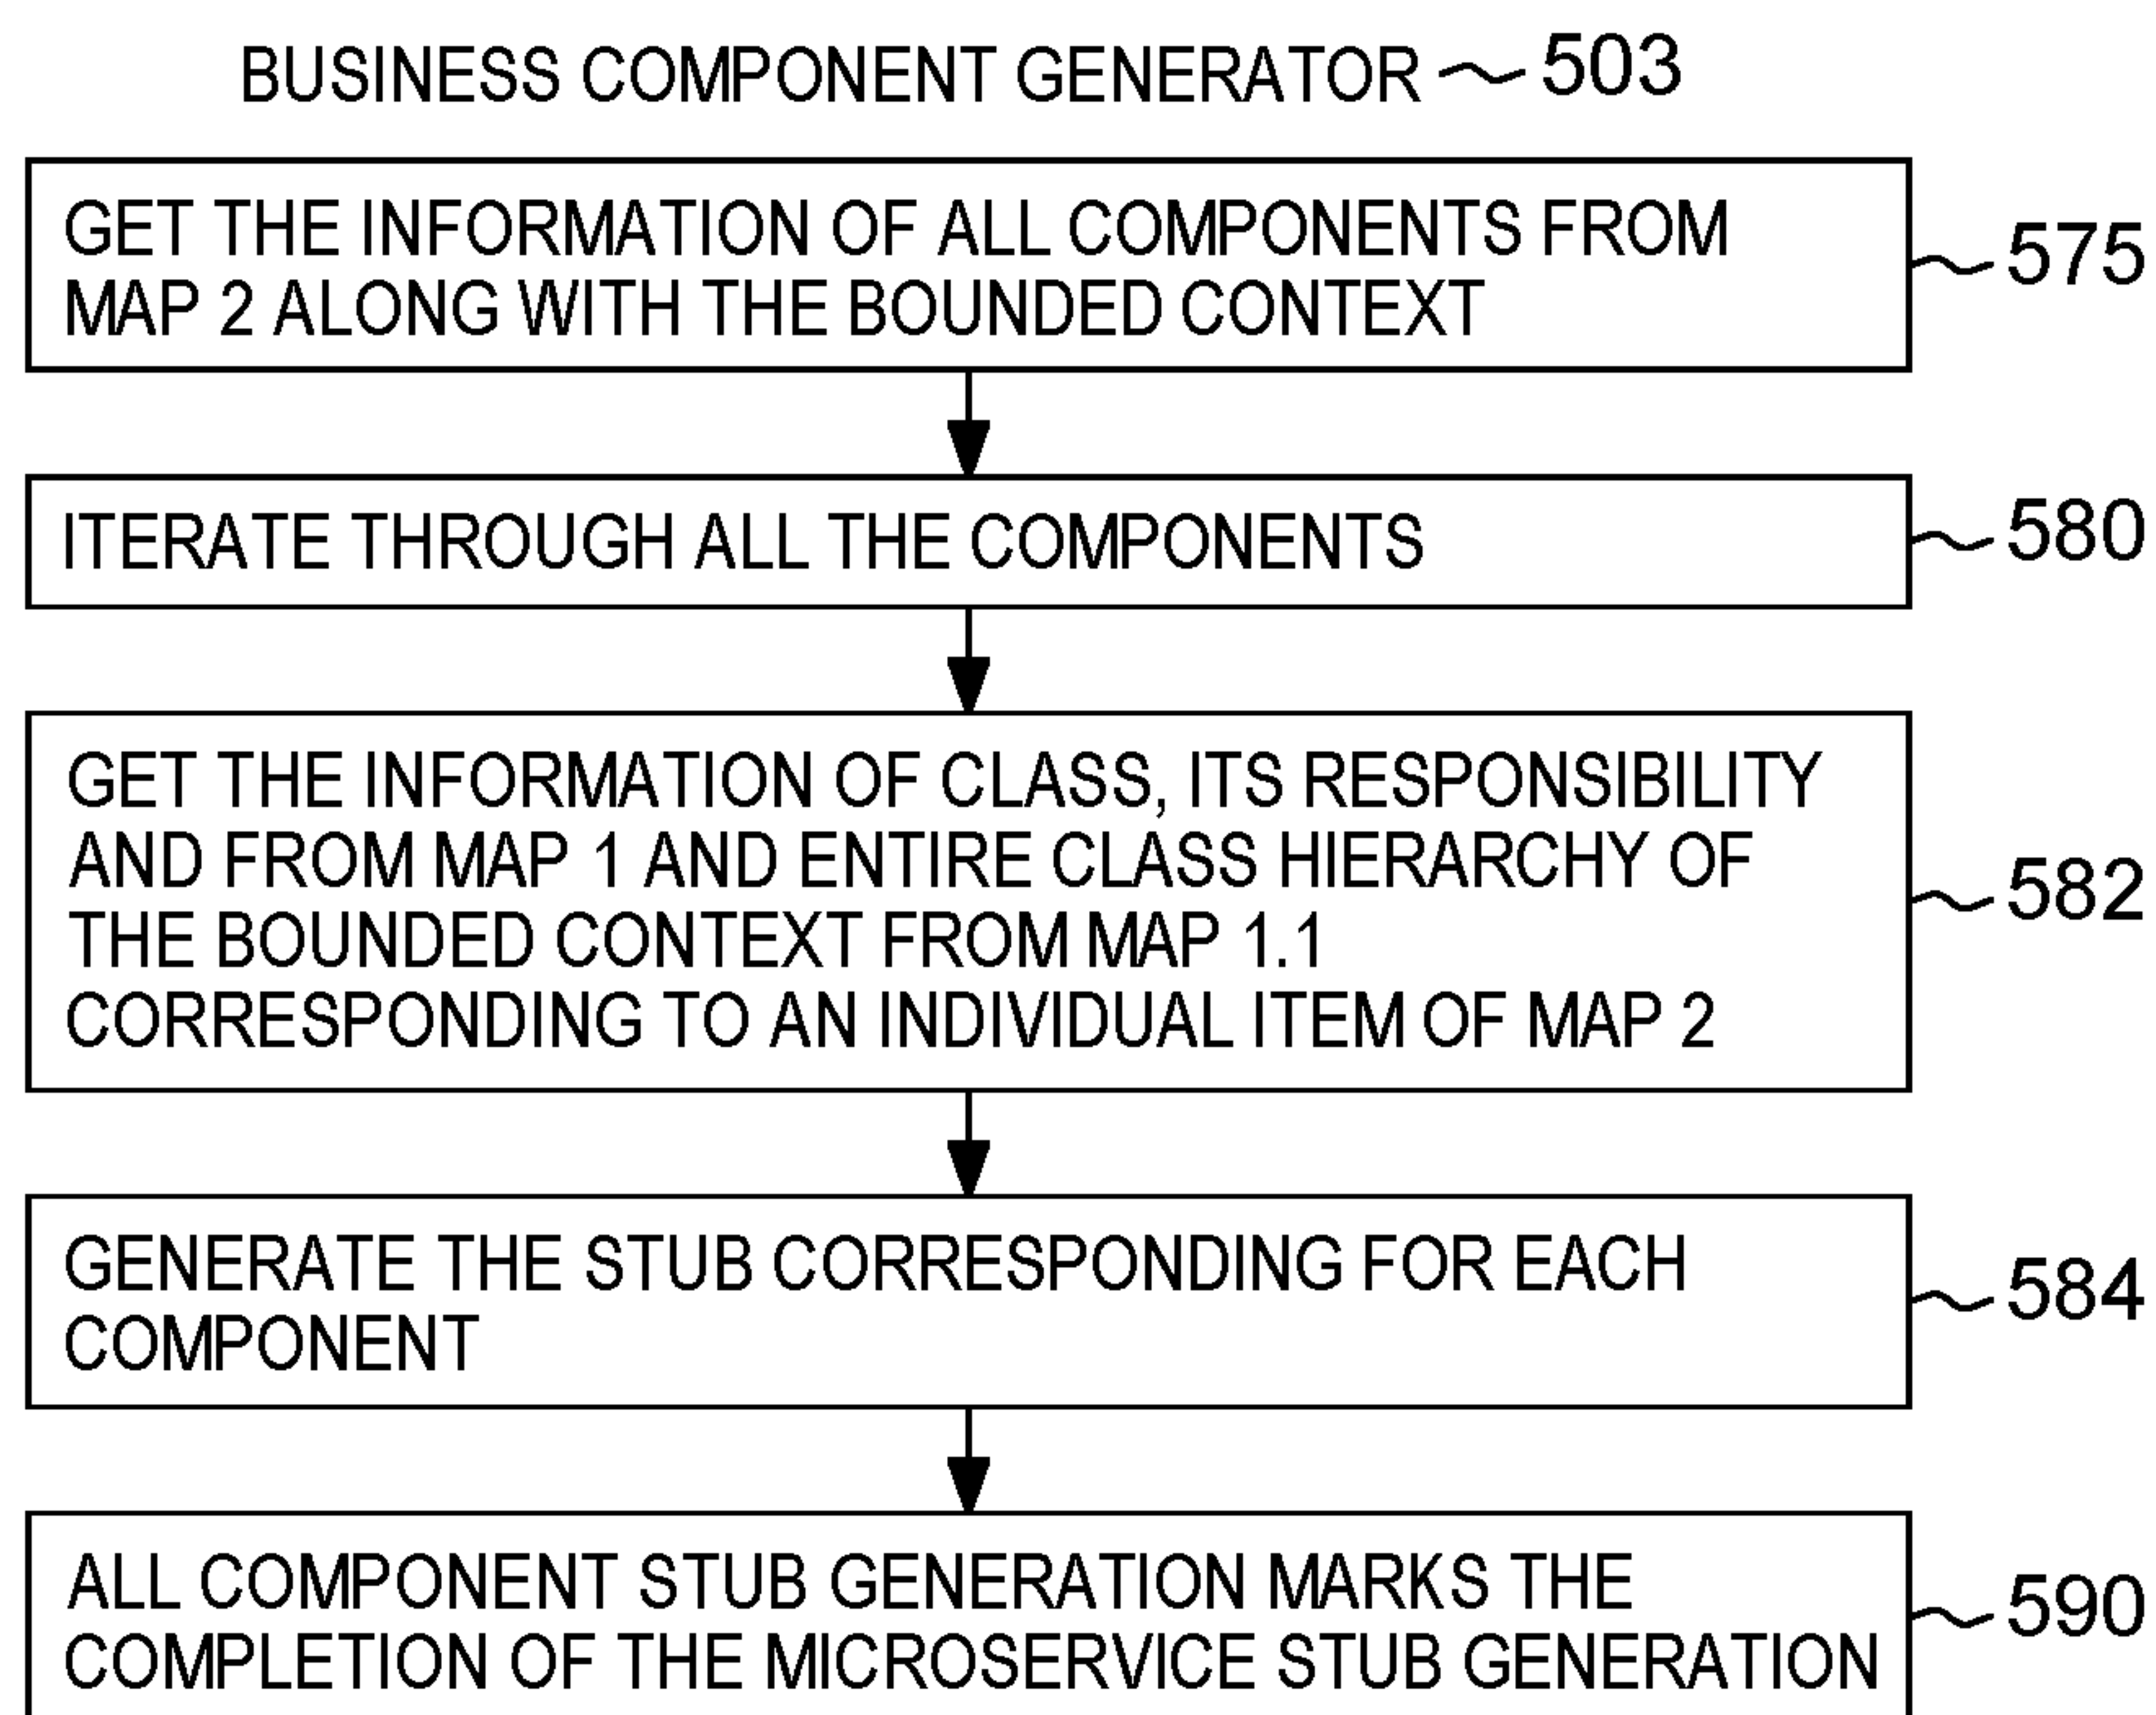 BUSINESS COMPONENT GENERATOR 503
GET THE INFORMATION OF ALL COMPONENTS FROM
MAP 2 ALONG WITH THE BOUNDED CONTEXT
575
ITERATE THROUGH ALL THE COMPONENTS
580
GET THE INFORMATION OF CLASS, ITS RESPONSIBILITY
AND FROM MAP 1 AND ENTIRE CLASS HIERARCHY OF
THE BOUNDED CONTEXT FROM MAP 1.1
CORRESPONDING TO AN INDIVIDUAL ITEM OF MAP 2
582
GENERATE THE STUB CORRESPONDING FOR EACH
COMPONENT
584
ALL COMPONENT STUB GENERATION MARKS THE
COMPLETION OF THE MICROSERVICE STUB GENERATION
590